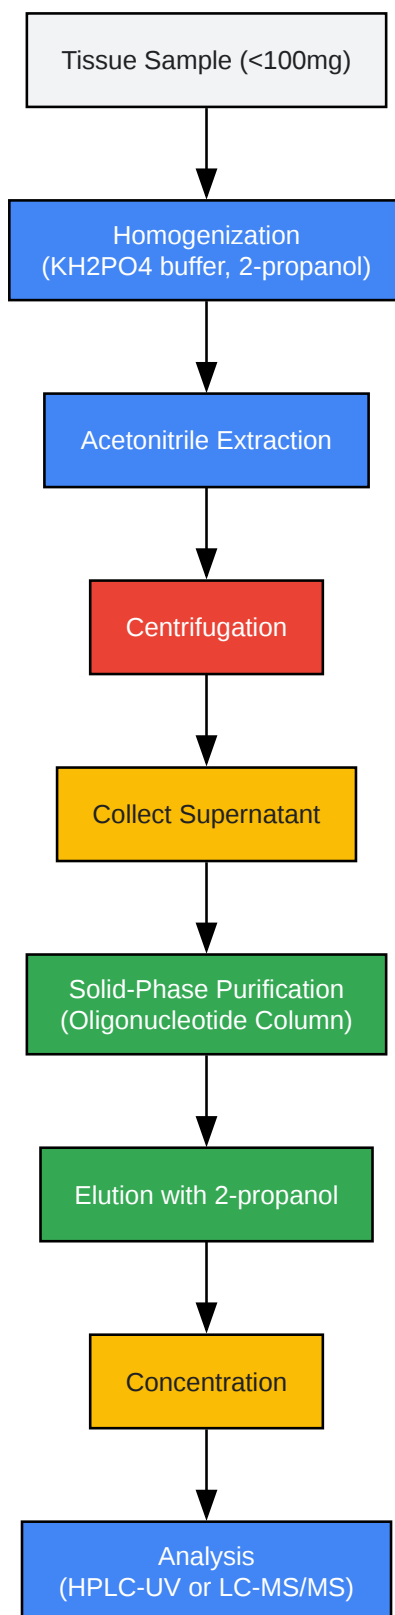 Tissue Sample (<100mg)
Homogenization
(KH2PO4 buffer, 2-propanol)
Acetonitrile Extraction
Centrifugation
Collect Supernatant
Solid-Phase Purification
(Oligonucleotide Column)
Elution with 2-propanol
Concentration
Analysis
(HPLC-UV or LC-MS/MS)